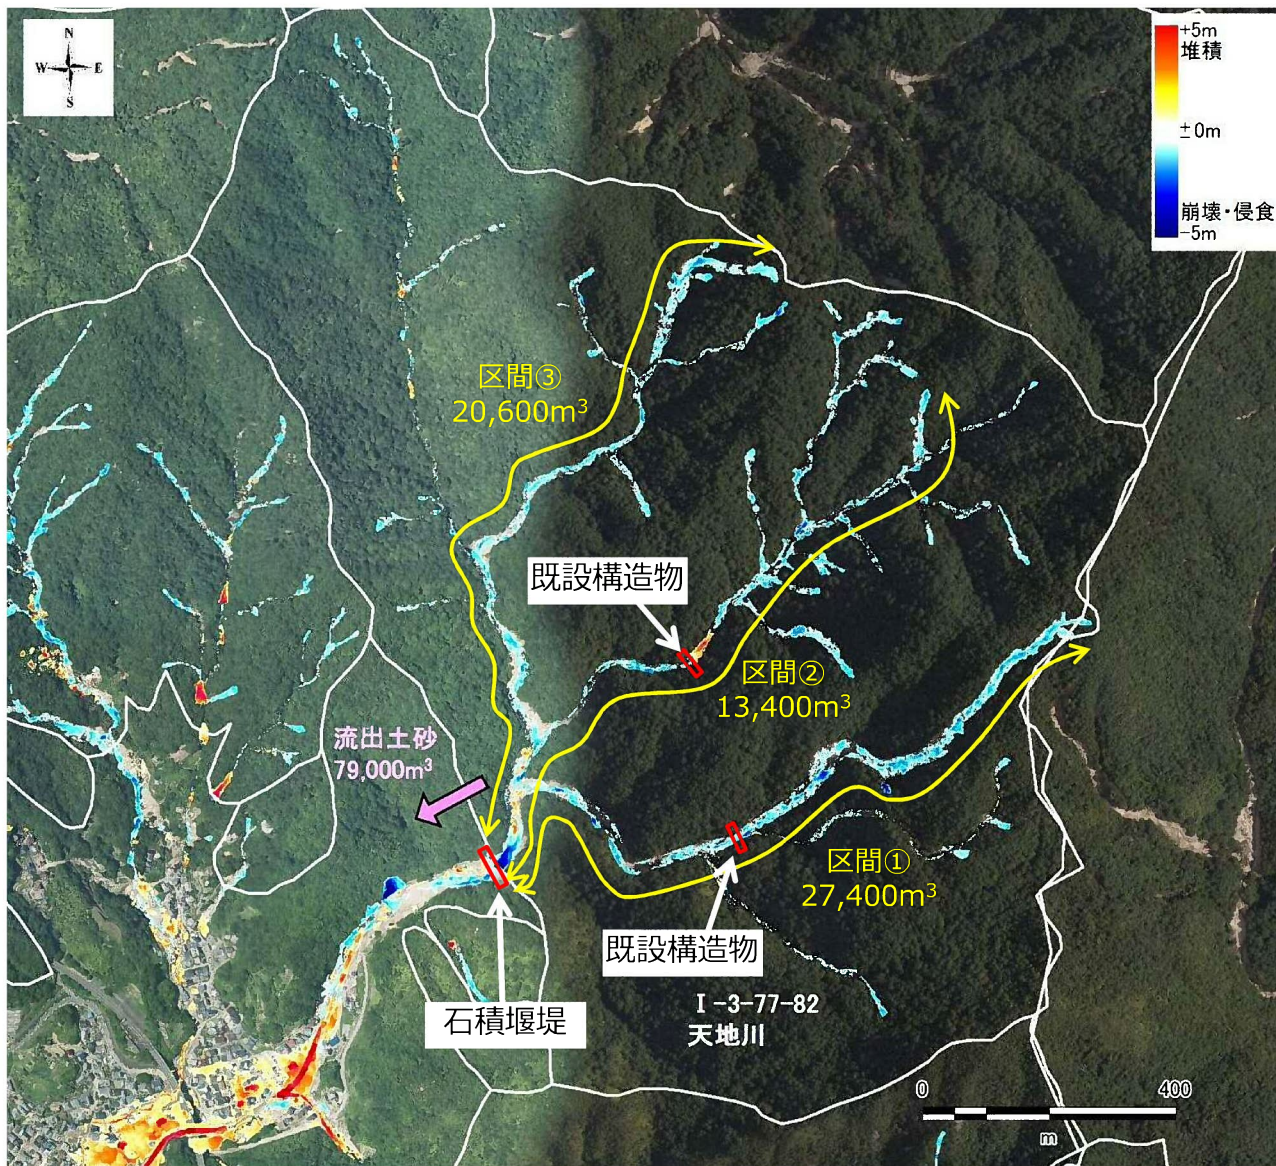 N
W E
S
+5m
堆積
±0m
崩壊・侵食
-5m
区間③
20,600m³
既設構造物
区間②
13,400m³
流出土砂
79,000m³
区間①
27,400m³
既設構造物
石積堰堤
Ⅰ-3-77-82
天地川
0 400
m